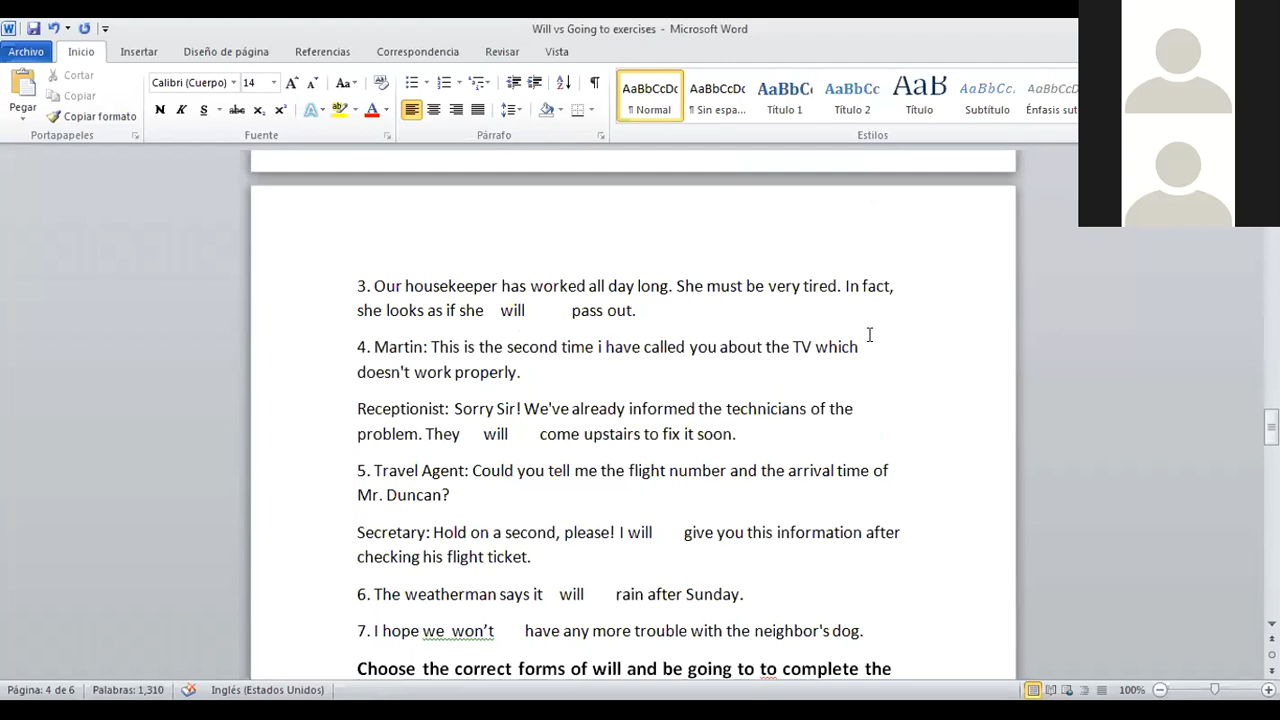 Will vs Going to exercises - Microsoft Word
Archivo Inicio Insertar Diseño de página Referencias Correspondencia Revisar Vista
Pegar
Cortar
Copiar
Copiar formato
Portapapeles
Calibri (Cuerpo) 14
N K S abc x₂ x²
Fuente
Párrafo
AaBbCcDc AaBbCcDc AaBbC AaBbCc AaB AaBbCc. AaBbCcDc
¶ Normal ¶ Sin espa... Título 1 Título 2 Título Subtítulo Énfasis sut
Estilos
3. Our housekeeper has worked all day long. She must be very tired. In fact,
she looks as if she will pass out.
4. Martin: This is the second time i have called you about the TV which
doesn't work properly.
Receptionist: Sorry Sir! We've already informed the technicians of the
problem. They will come upstairs to fix it soon.
5. Travel Agent: Could you tell me the flight number and the arrival time of
Mr. Duncan?
Secretary: Hold on a second, please! I will give you this information after
checking his flight ticket.
6. The weatherman says it will rain after Sunday.
7. I hope we won’t have any more trouble with the neighbor's dog.
Choose the correct forms of will and be going to to complete the
Página: 4 de 6 Palabras: 1,310 Inglés (Estados Unidos) 100%